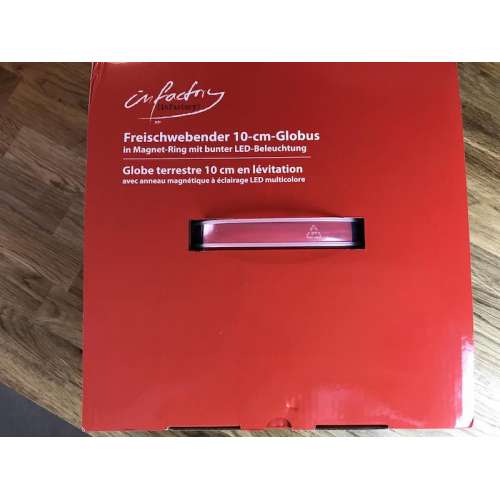 infactory
[infactory]
Freischwebender 10-cm-Globus
in Magnet-Ring mit bunter LED-Beleuchtung
Globe terrestre 10 cm en lévitation
avec anneau magnétique à éclairage LED multicolore